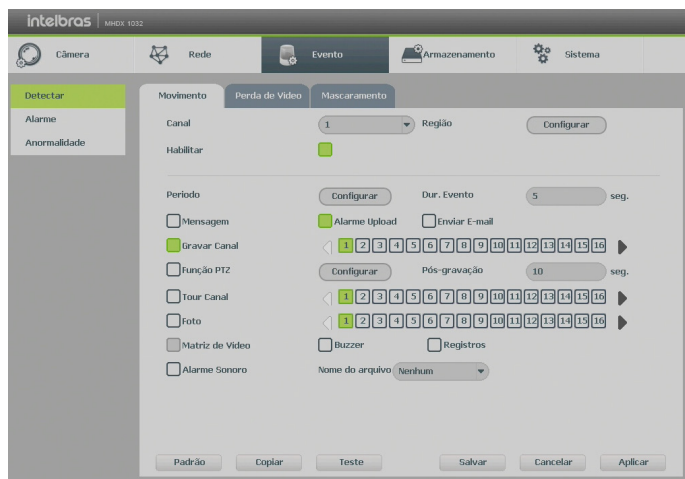 intelbras | MHDX 1032
Câmera Rede Evento Armazenamento Sistema
Detectar
Alarme
Anormalidade
Movimento Perda de Vídeo Mascaramento
Canal 1 Região Configurar
Habilitar
Período Configurar Dur. Evento 5 seg.
Mensagem Alarme Upload Enviar E-mail
Gravar Canal 1 2 3 4 5 6 7 8 9 10 11 12 13 14 15 16
Função PTZ Configurar Pós-gravação 10 seg.
Tour Canal 1 2 3 4 5 6 7 8 9 10 11 12 13 14 15 16
Foto 1 2 3 4 5 6 7 8 9 10 11 12 13 14 15 16
Matriz de Vídeo Buzzer Registros
Alarme Sonoro Nome do arquivo Nenhum
Padrão Copiar Teste Salvar Cancelar Aplicar